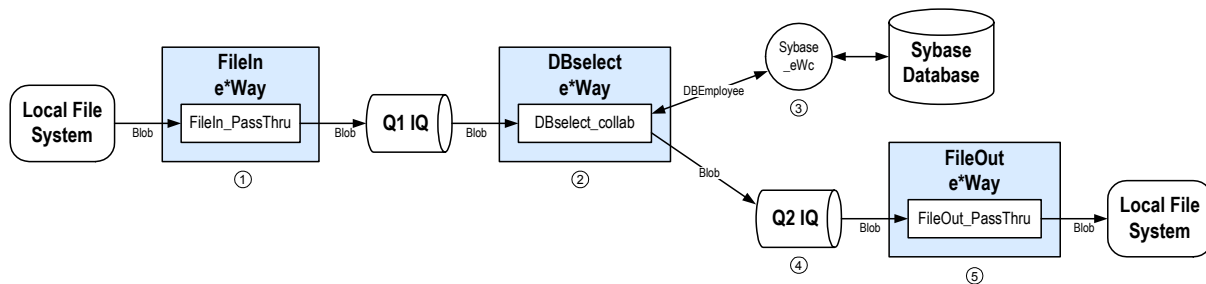 Local File
System
Blob
FileIn
e*Way
FileIn_PassThru
①
Blob
Q1 IQ
Blob
DBselect
e*Way
DBselect_collab
②
DBEmployee
Sybase
_eWc
③
Sybase
Database
Blob
Q2 IQ
④
Blob
FileOut
e*Way
FileOut_PassThru
⑤
Blob
Local File
System